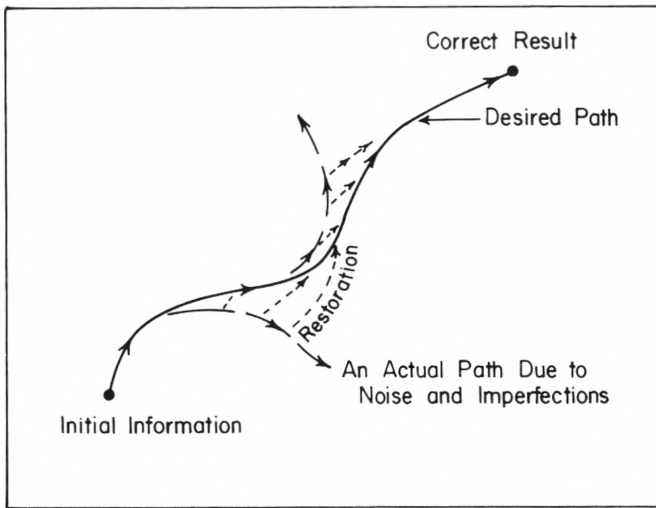 Correct Result
Desired Path
Restoration
An Actual Path Due to
Noise and Imperfections
Initial Information